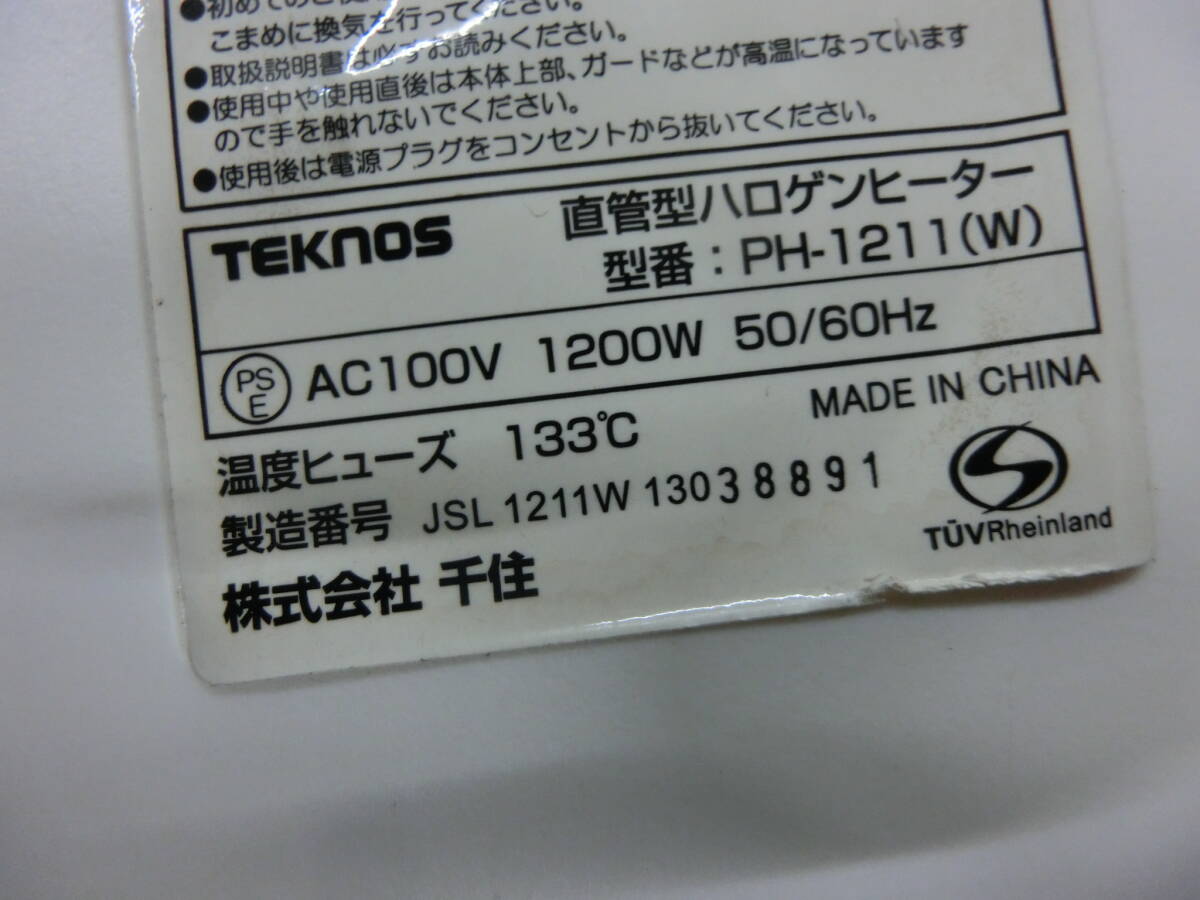 ●初めてのご使
こまめに換気を行ってください。
●取扱説明書は必ずお読みください。
●使用中や使用直後は本体上部、ガードなどが高温になっています
ので手を触れないでください。
●使用後は電源プラグをコンセントから抜いてください。
TEKNOS 直管型ハロゲンヒーター
型番：PH-1211(W)
PSE AC100V 1200W 50/60Hz
温度ヒューズ 133℃ MADE IN CHINA
製造番号 JSL 1211W 13038891
TÜVRheinland
株式会社 千住